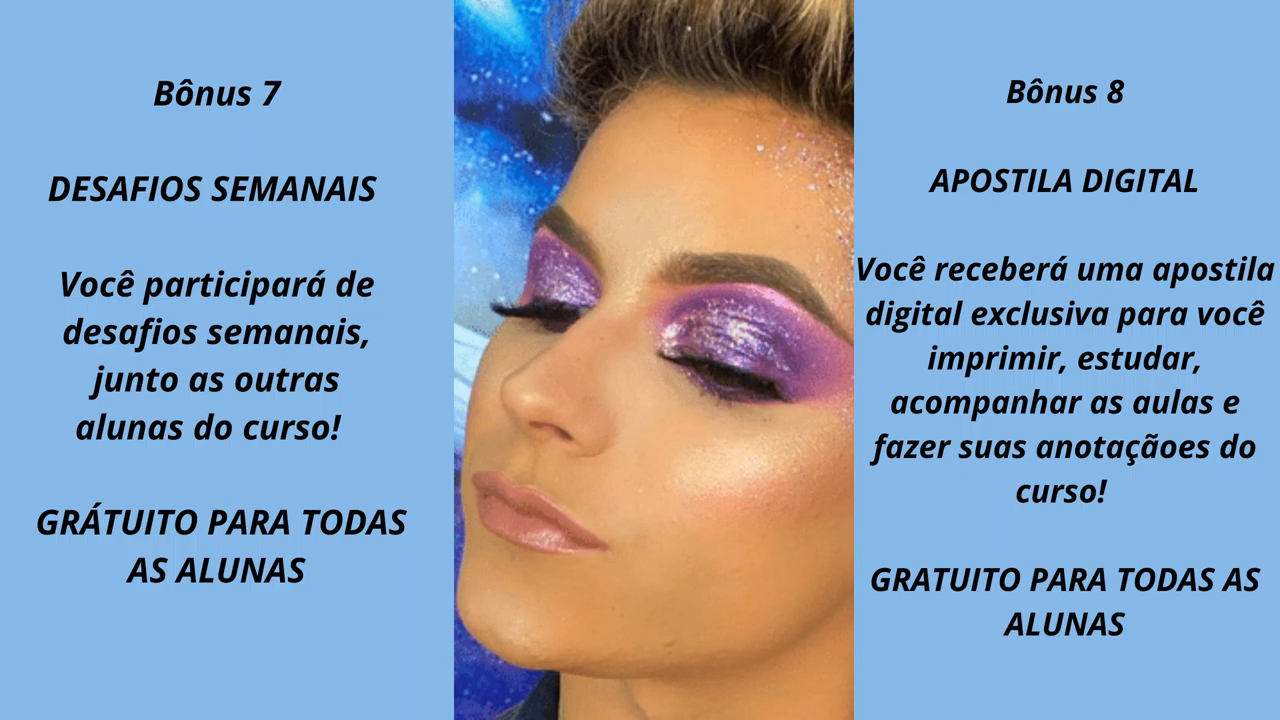 Bônus 7
DESAFIOS SEMANAIS
Você participará de
desafios semanais,
junto as outras
alunas do curso!
GRÁTUITO PARA TODAS
AS ALUNAS
Bônus 8
APOSTILA DIGITAL
Você receberá uma apostila
digital exclusiva para você
imprimir, estudar,
acompanhar as aulas e
fazer suas anotaçãoes do
curso!
GRATUITO PARA TODAS AS
ALUNAS